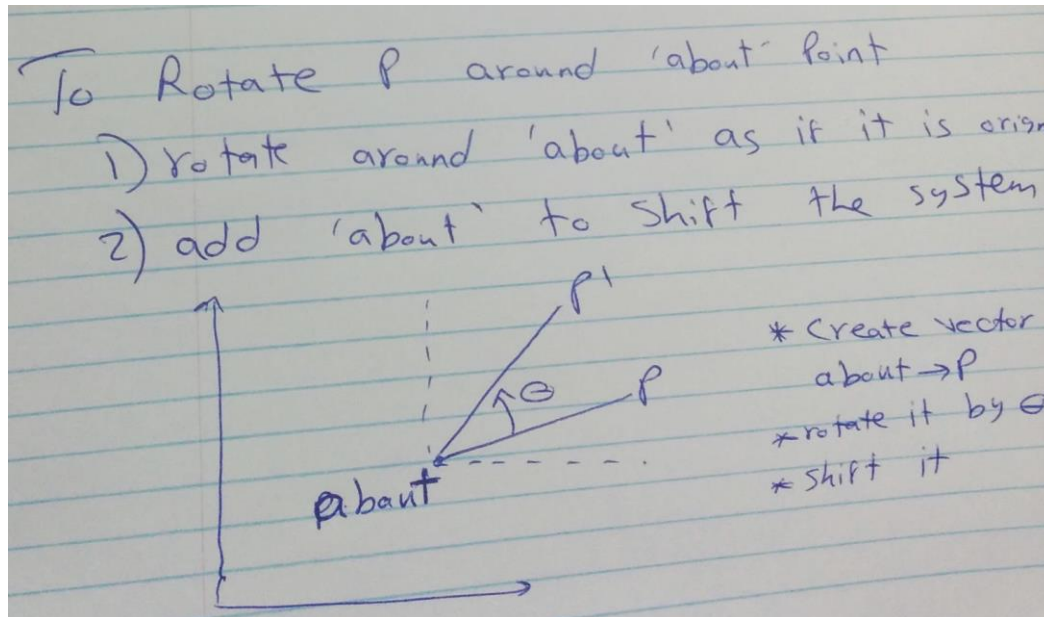 To Rotate P around 'about' Point
1) rotate around 'about' as if it is orign
2) add 'about' to shift the system
P'
* Create vector
about → P
θ
P
* rotate it by θ
* shift it
about